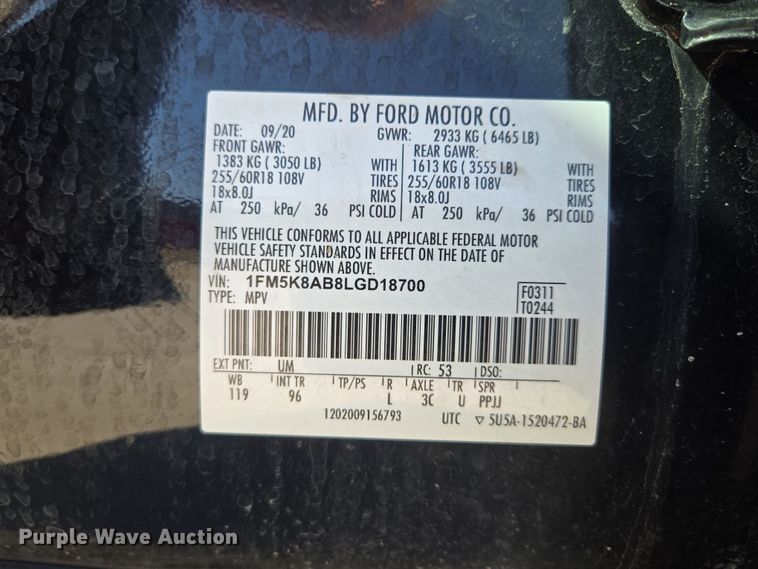 MFD. BY FORD MOTOR CO.
DATE: 09/20 GVWR: 2933 KG ( 6465 LB)
FRONT GAWR: REAR GAWR:
1383 KG ( 3050 LB) WITH 1613 KG ( 3555 LB) WITH
255/60R18 108V TIRES 255/60R18 108V TIRES
18x8.0J RIMS 18x8.0J RIMS
AT 250 kPa/ 36 PSI COLD AT 250 kPa/ 36 PSI COLD
THIS VEHICLE CONFORMS TO ALL APPLICABLE FEDERAL MOTOR
VEHICLE SAFETY STANDARDS IN EFFECT ON THE DATE OF
MANUFACTURE SHOWN ABOVE.
VIN: 1FM5K8AB8LGD18700 F0311
TYPE: MPV T0244
EXT PNT: UM RC: 53 DSO:
WB INT TR TP/PS R AXLE TR SPR
119 96 L 3C U PPJJ
1202009156793 UTC ▽ 5U5A-1520472-BA
Purple Wave Auction